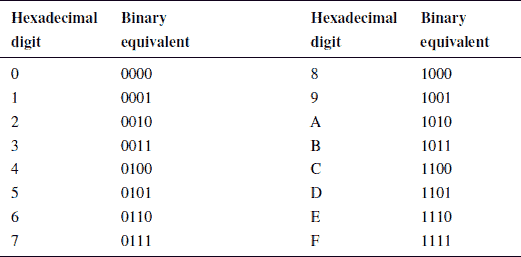 Hexadecimal Binary Hexadecimal Binary
digit equivalent digit equivalent
0 0000 8 1000
1 0001 9 1001
2 0010 A 1010
3 0011 B 1011
4 0100 C 1100
5 0101 D 1101
6 0110 E 1110
7 0111 F 1111